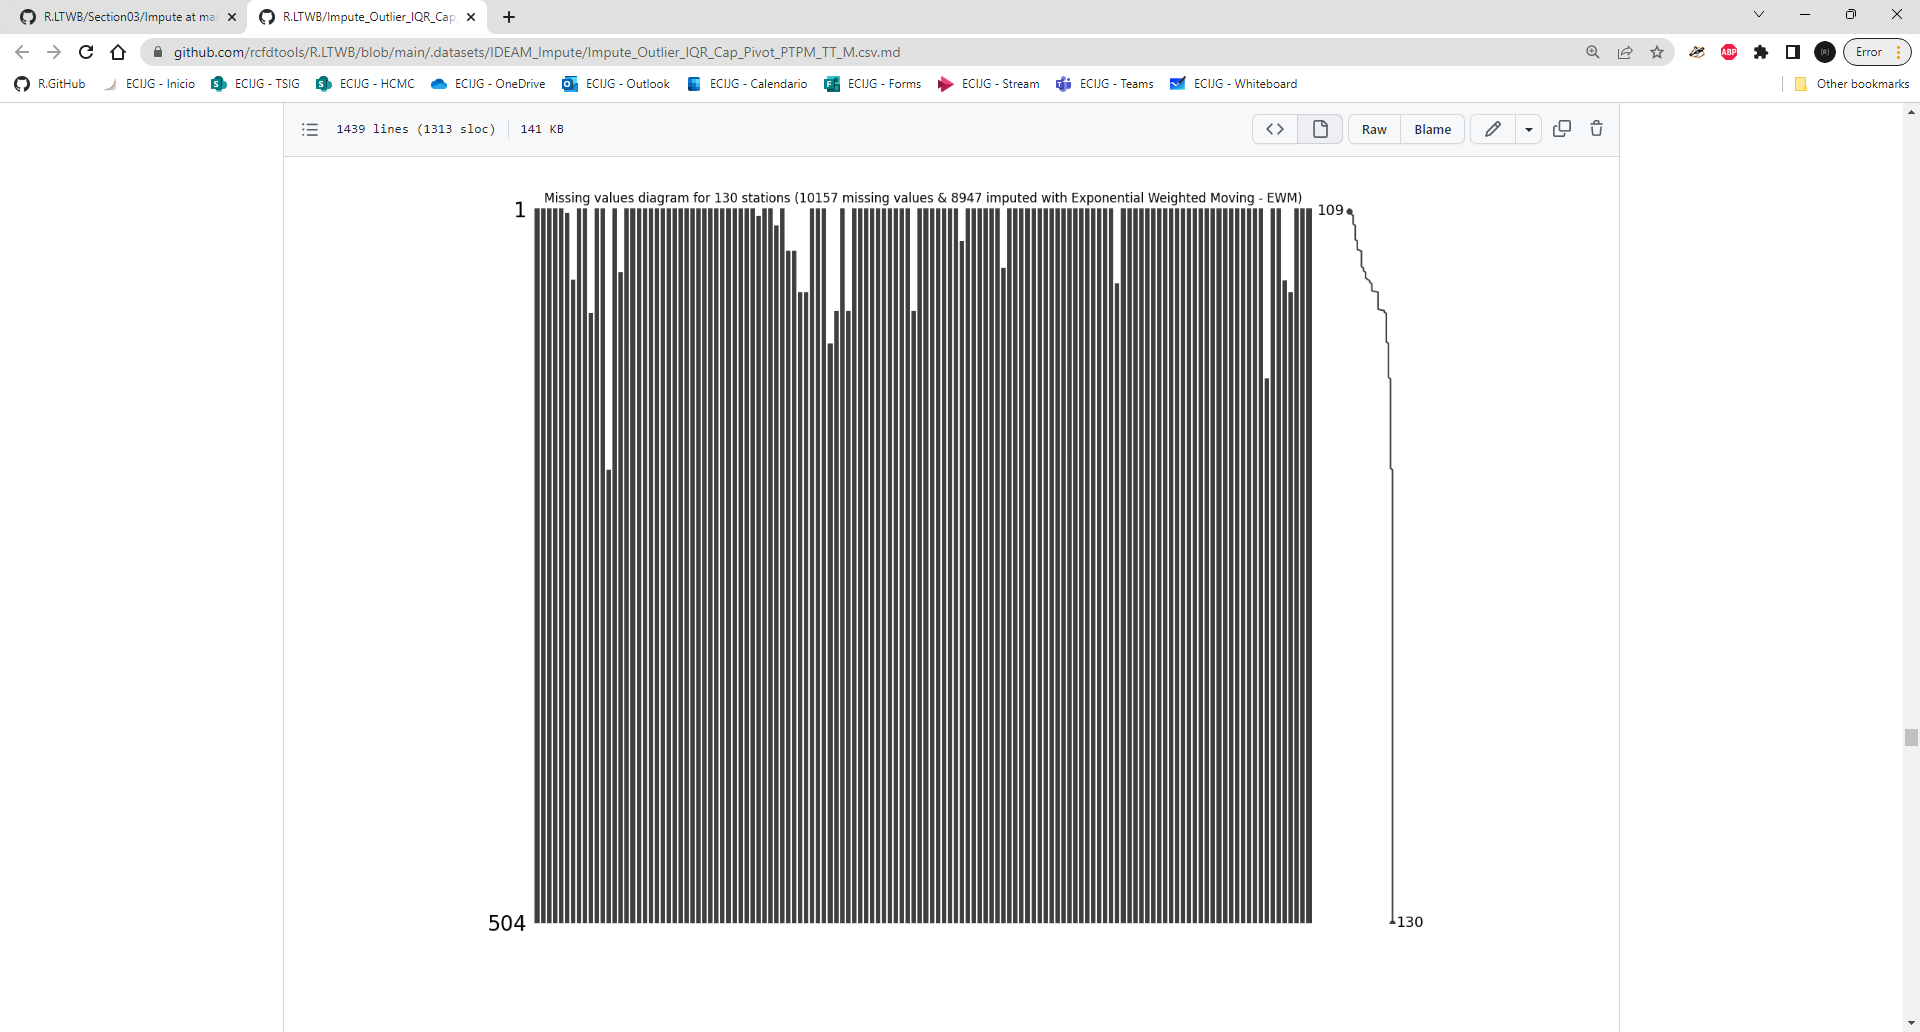 R.LTWB/Section03/Impute at mai
R.LTWB/Impute_Outlier_IQR_Cap_
github.com/rcfdtools/R.LTWB/blob/main/.datasets/IDEAM_Impute/Impute_Outlier_IQR_Cap_Pivot_PTPM_TT_M.csv.md
ABP
Error
R.GitHub
ECIJG - Inicio
ECIJG - TSIG
ECIJG - HCMC
ECIJG - OneDrive
ECIJG - Outlook
ECIJG - Calendario
ECIJG - Forms
ECIJG - Stream
ECIJG - Teams
ECIJG - Whiteboard
Other bookmarks
1439 lines (1313 sloc)
141 KB
Raw
Blame
Missing values diagram for 130 stations (10157 missing values & 8947 imputed with Exponential Weighted Moving - EWM)
1
109
504
130